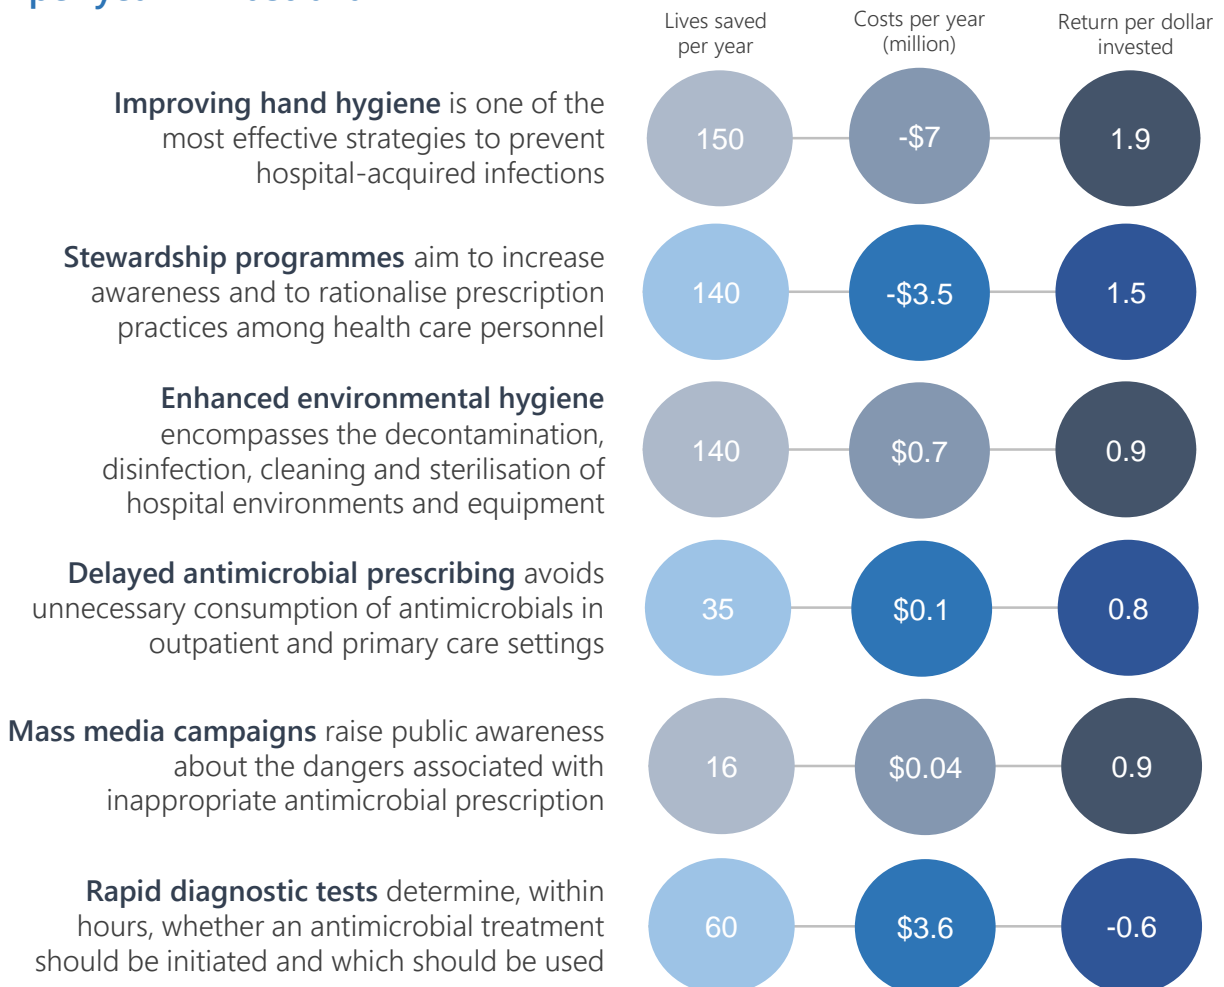 Lives saved
per year
Costs per year
(million)
Return per dollar
invested
Improving hand hygiene is one of the
most effective strategies to prevent
hospital-acquired infections
150
-$7
1.9
Stewardship programmes aim to increase
awareness and to rationalise prescription
practices among health care personnel
140
-$3.5
1.5
Enhanced environmental hygiene
encompasses the decontamination,
disinfection, cleaning and sterilisation of
hospital environments and equipment
140
$0.7
0.9
Delayed antimicrobial prescribing avoids
unnecessary consumption of antimicrobials in
outpatient and primary care settings
35
$0.1
0.8
Mass media campaigns raise public awareness
about the dangers associated with
inappropriate antimicrobial prescription
16
$0.04
0.9
Rapid diagnostic tests determine, within
hours, whether an antimicrobial treatment
should be initiated and which should be used
60
$3.6
-0.6